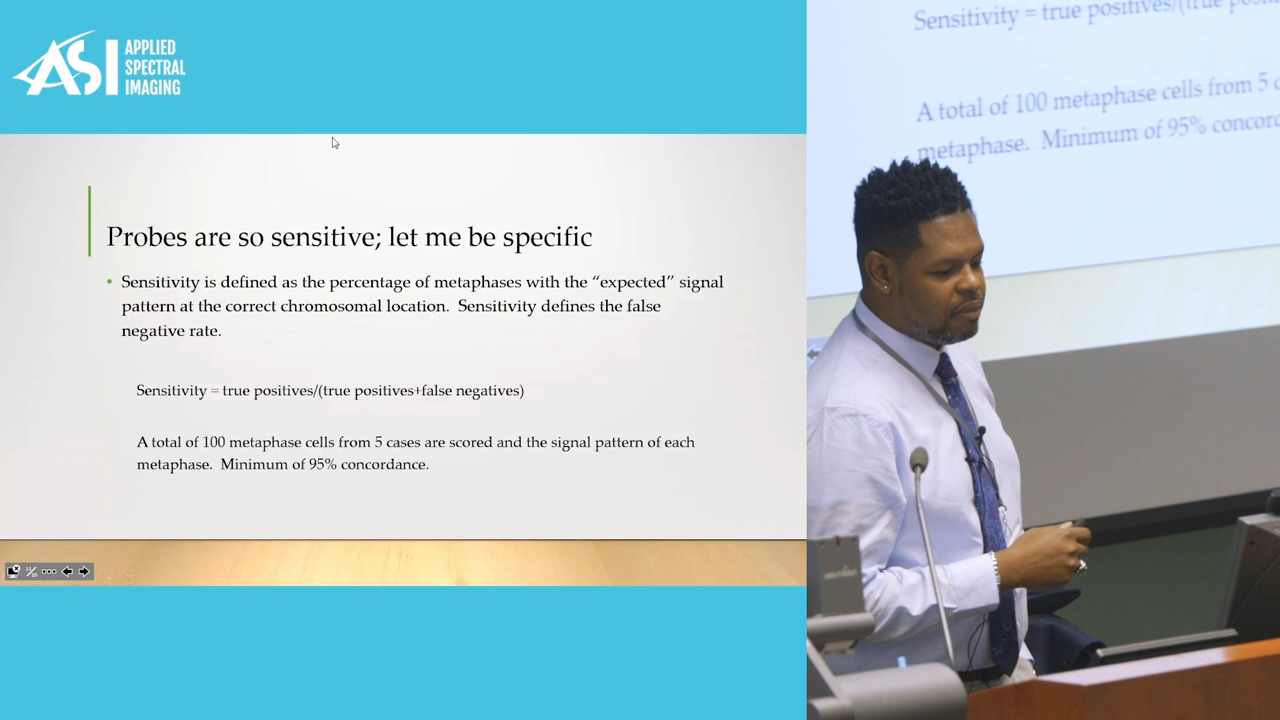 ASI APPLIED
SPECTRAL
IMAGING
Probes are so sensitive; let me be specific
• Sensitivity is defined as the percentage of metaphases with the “expected” signal
pattern at the correct chromosomal location. Sensitivity defines the false
negative rate.
Sensitivity = true positives/(true positives+false negatives)
A total of 100 metaphase cells from 5 cases are scored and the signal pattern of each
metaphase. Minimum of 95% concordance.
Sensitivity = true positives/(true
A total of 100 metaphase cells from 5
metaphase. Minimum of 95%